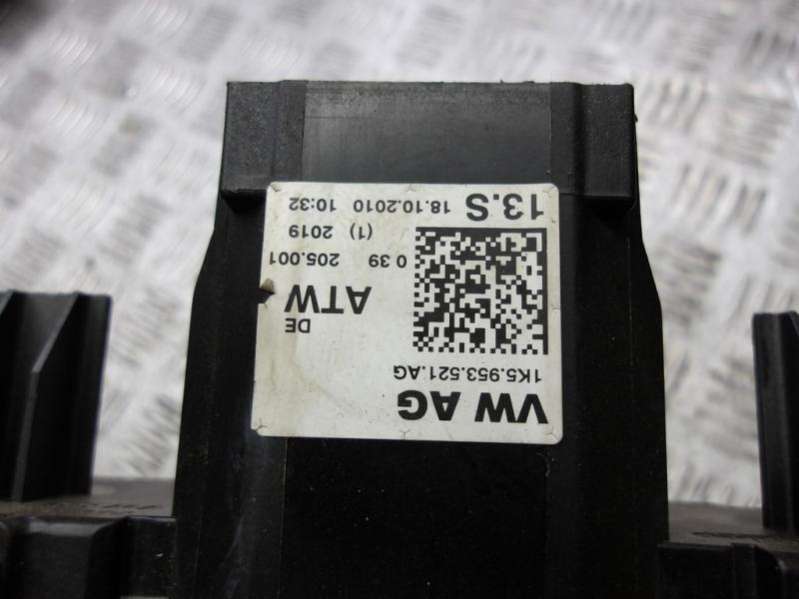 VW AG
1K5.953.521.AG
DE
ATW
0 39 205.001
(1) 2019
13.S 18.10.2010 10:32